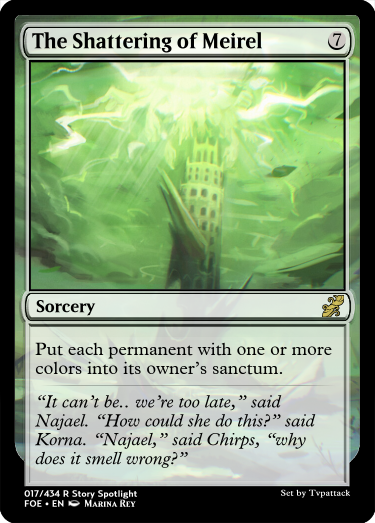 The Shattering of Meirel 7
Sorcery
Put each permanent with one or more
colors into its owner's sanctum.
"It can't be.. we're too late," said
Najael. "How could she do this?" said
Korna. "Najael," said Chirps, "why
does it smell wrong?"
017/434 R Story Spotlight
FOE • EN Marina Rey
Set by Tvpattack